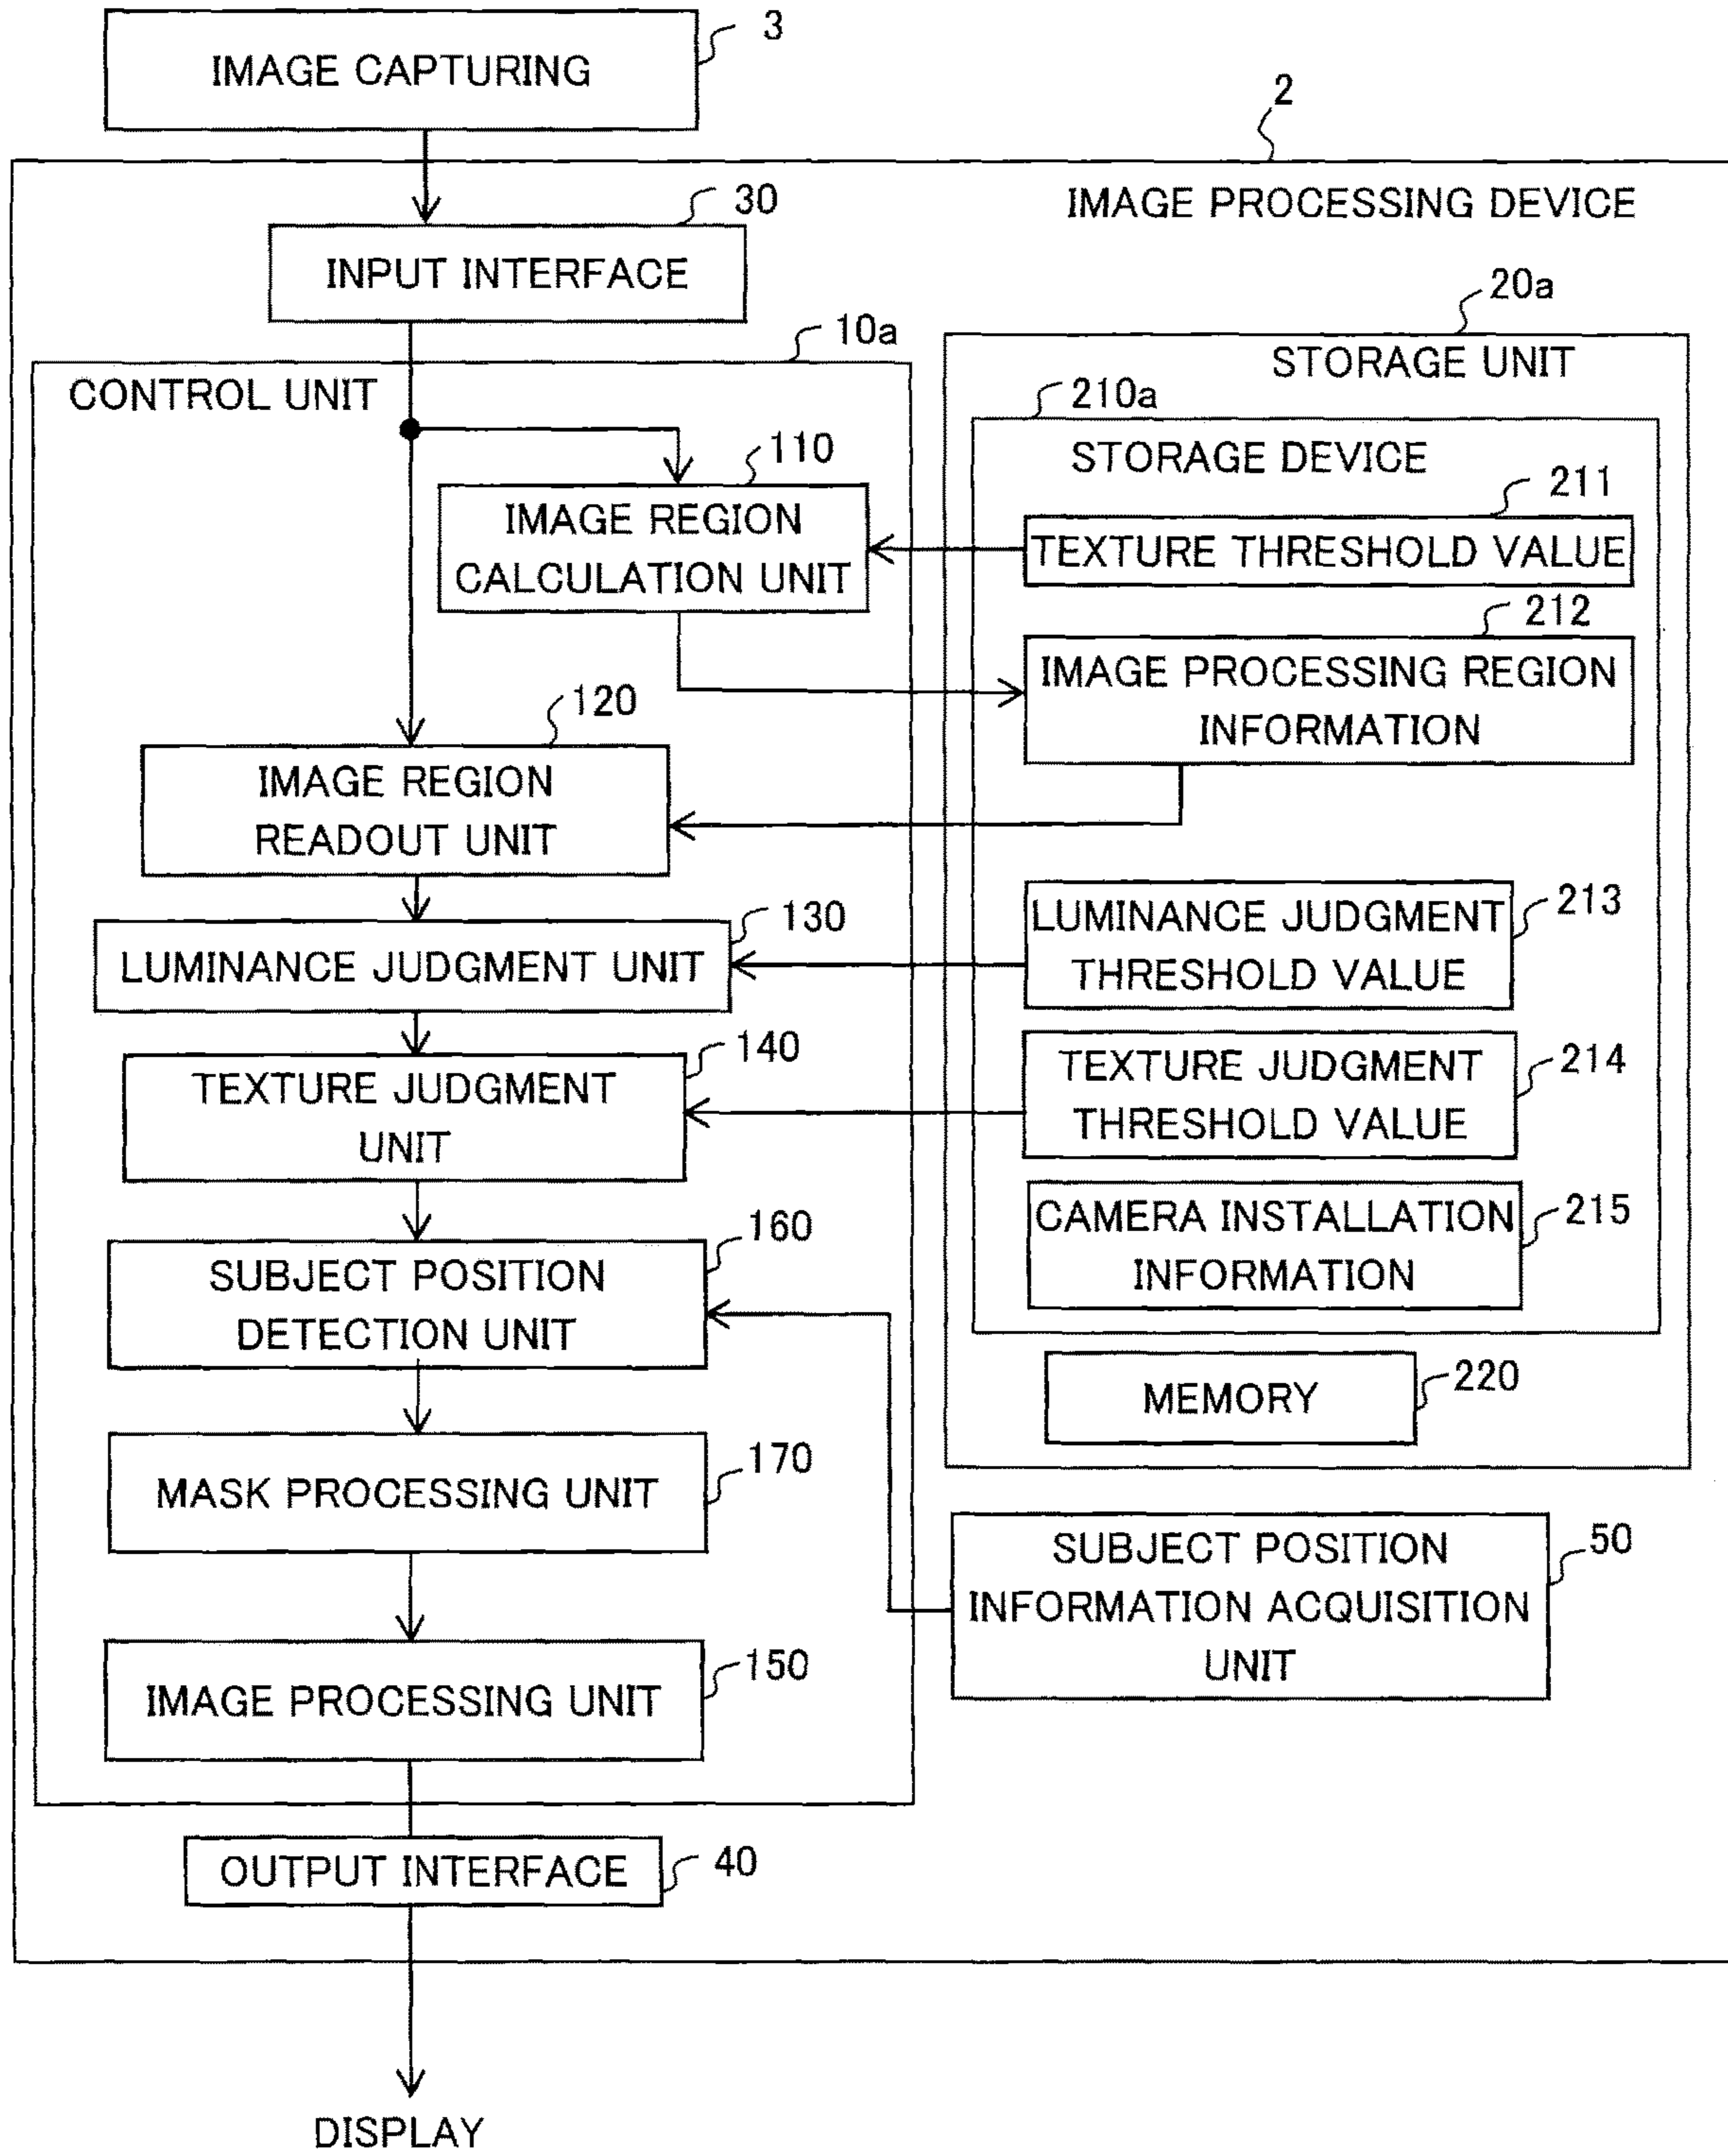 IMAGE CAPTURING
3
2
IMAGE PROCESSING DEVICE
30
INPUT INTERFACE
10a
CONTROL UNIT
20a
STORAGE UNIT
210a
STORAGE DEVICE
110
IMAGE REGION
CALCULATION UNIT
211
TEXTURE THRESHOLD VALUE
212
IMAGE PROCESSING REGION
INFORMATION
120
IMAGE REGION
READOUT UNIT
130
LUMINANCE JUDGMENT UNIT
LUMINANCE JUDGMENT
THRESHOLD VALUE
213
140
TEXTURE JUDGMENT
UNIT
TEXTURE JUDGMENT
THRESHOLD VALUE
214
CAMERA INSTALLATION
INFORMATION
215
160
SUBJECT POSITION
DETECTION UNIT
MEMORY
220
170
MASK PROCESSING UNIT
SUBJECT POSITION
INFORMATION ACQUISITION
UNIT
50
150
IMAGE PROCESSING UNIT
OUTPUT INTERFACE
40
DISPLAY